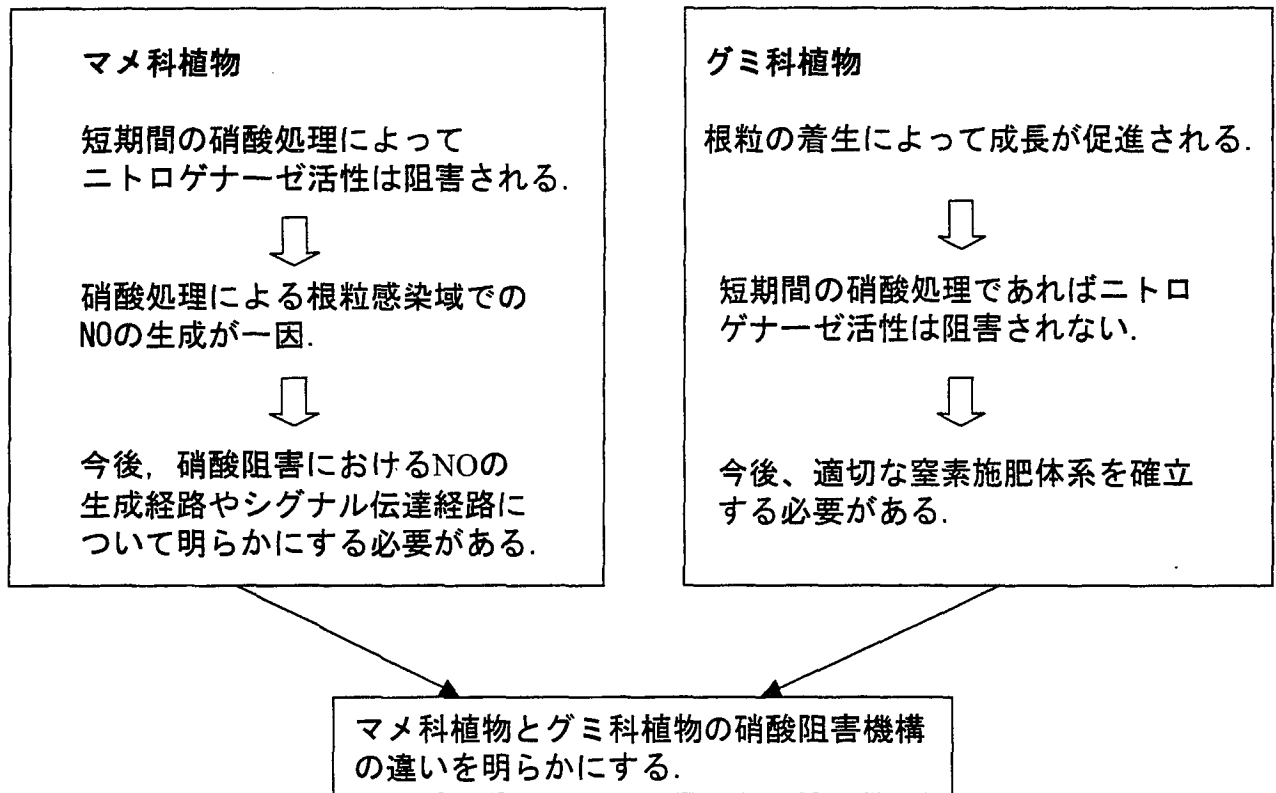 マメ科植物
短期間の硝酸処理によって
ニトロゲナーゼ活性は阻害される.
硝酸処理による根粒感染域での
NOの生成が一因.
今後, 硝酸阻害におけるNOの
生成経路やシグナル伝達経路に
ついて明らかにする必要がある.
グミ科植物
根粒の着生によって成長が促進される.
短期間の硝酸処理であればニトロ
ゲナーゼ活性は阻害されない.
今後、適切な窒素施肥体系を確立
する必要がある.
マメ科植物とグミ科植物の硝酸阻害機構
の違いを明らかにする.